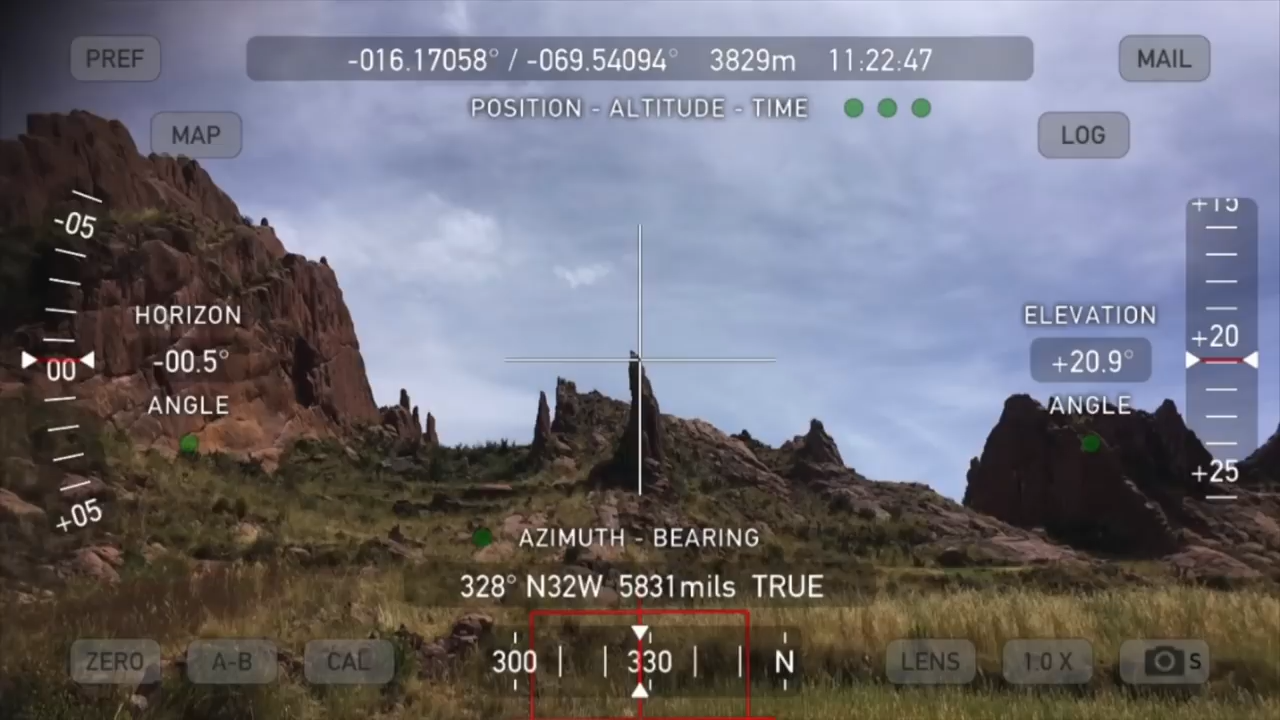 PREF
-016.17058° / -069.54094° 3829m 11:22:47
MAIL
POSITION - ALTITUDE - TIME
MAP
LOG
-05
+15
HORIZON
ELEVATION
-00.5°
+20.9°
+20
00
ANGLE
ANGLE
+25
+05
AZIMUTH - BEARING
328° N32W 5831mils TRUE
ZERO
A-B
CAL
300 330 N
LENS
1.0 X
S